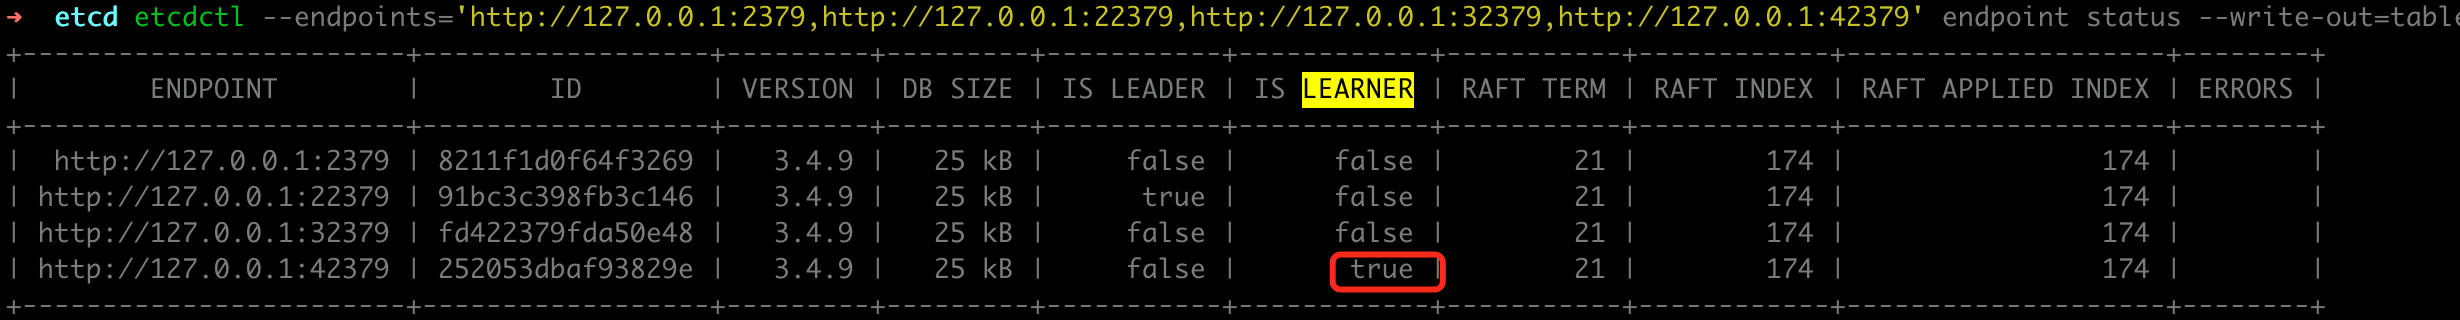 ➜  etcd etcdctl --endpoints='http://127.0.0.1:2379,http://127.0.0.1:22379,http://127.0.0.1:32379,http://127.0.0.1:42379' endpoint status --write-out=table
+------------------------+------------------+---------+---------+-----------+------------+-----------+------------+--------------------+--------+
|        ENDPOINT        |        ID        | VERSION | DB SIZE | IS LEADER | IS LEARNER | RAFT TERM | RAFT INDEX | RAFT APPLIED INDEX | ERRORS |
+------------------------+------------------+---------+---------+-----------+------------+-----------+------------+--------------------+--------+
|  http://127.0.0.1:2379 | 8211f1d0f64f3269 |   3.4.9 |   25 kB |     false |      false |        21 |        174 |                174 |        |
| http://127.0.0.1:22379 | 91bc3c398fb3c146 |   3.4.9 |   25 kB |      true |      false |        21 |        174 |                174 |        |
| http://127.0.0.1:32379 | fd422379fda50e48 |   3.4.9 |   25 kB |     false |      false |        21 |        174 |                174 |        |
| http://127.0.0.1:42379 | 252053dbaf93829e |   3.4.9 |   25 kB |     false |       true |        21 |        174 |                174 |        |
+------------------------+------------------+---------+---------+-----------+------------+-----------+------------+--------------------+--------+